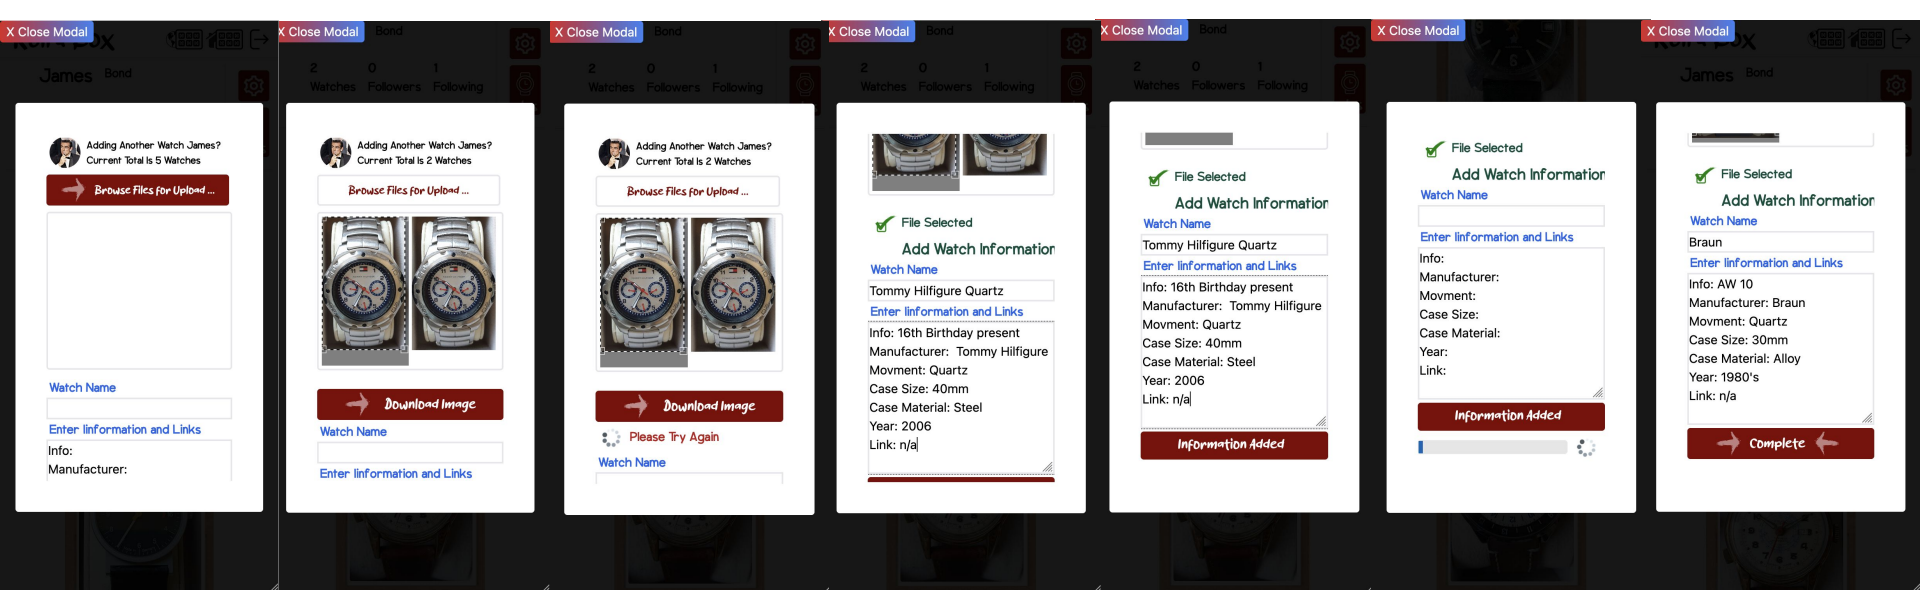 X Close Modal
James Bond
Adding Another Watch James?
Current Total Is 5 Watches
Browse Files for Upload ...
Watch Name
Enter Iinformation and Links
Info:
Manufacturer:
X Close Modal
Bond
2 0 1
Watches Followers Following
Adding Another Watch James?
Current Total Is 2 Watches
Browse Files for Upload ...
Download Image
Watch Name
Enter Iinformation and Links
X Close Modal
Bond
2 0 1
Watches Followers Following
Adding Another Watch James?
Current Total Is 2 Watches
Browse Files for Upload ...
Download Image
Please Try Again
Watch Name
X Close Modal
Bond
2 0 1
Watches Followers Following
File Selected
Add Watch Information
Watch Name
Tommy Hilfigure Quartz
Enter Iinformation and Links
Info: 16th Birthday present
Manufacturer: Tommy Hilfigure
Movment: Quartz
Case Size: 40mm
Case Material: Steel
Year: 2006
Link: n/a
X Close Modal
Bond
2 0 1
Watches Followers Following
File Selected
Add Watch Information
Watch Name
Tommy Hilfigure Quartz
Enter Iinformation and Links
Info: 16th Birthday present
Manufacturer: Tommy Hilfigure
Movment: Quartz
Case Size: 40mm
Case Material: Steel
Year: 2006
Link: n/a
Information Added
X Close Modal
File Selected
Add Watch Information
Watch Name
Enter Iinformation and Links
Info:
Manufacturer:
Movment:
Case Size:
Case Material:
Year:
Link:
Information Added
X Close Modal
James Bond
File Selected
Add Watch Information
Watch Name
Braun
Enter Iinformation and Links
Info: AW 10
Manufacturer: Braun
Movment: Quartz
Case Size: 30mm
Case Material: Alloy
Year: 1980's
Link: n/a
Complete